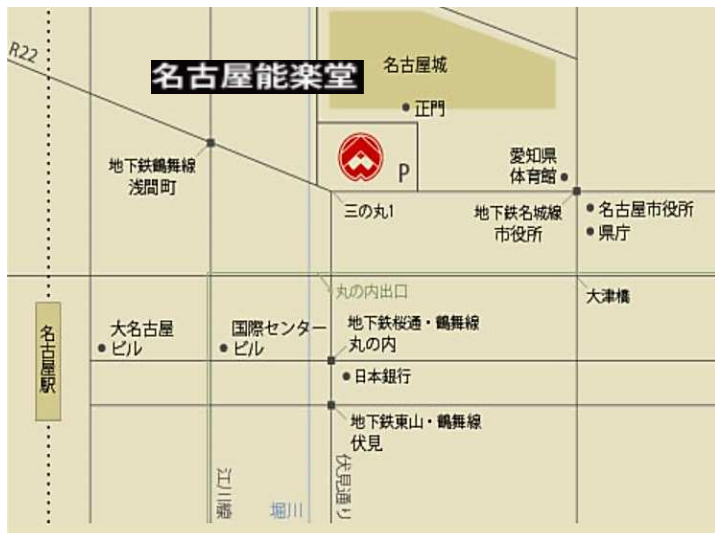 R22
名古屋能楽堂
名古屋城
正門
地下鉄鶴舞線
浅間町
P
愛知県
体育館
三の丸1
地下鉄名城線
市役所
名古屋市役所
県庁
丸の内出口
大津橋
名古屋駅
大名古屋
ビル
国際センター
ビル
地下鉄桜通・鶴舞線
丸の内
日本銀行
地下鉄東山・鶴舞線
伏見
江川線
堀川
伏見通り